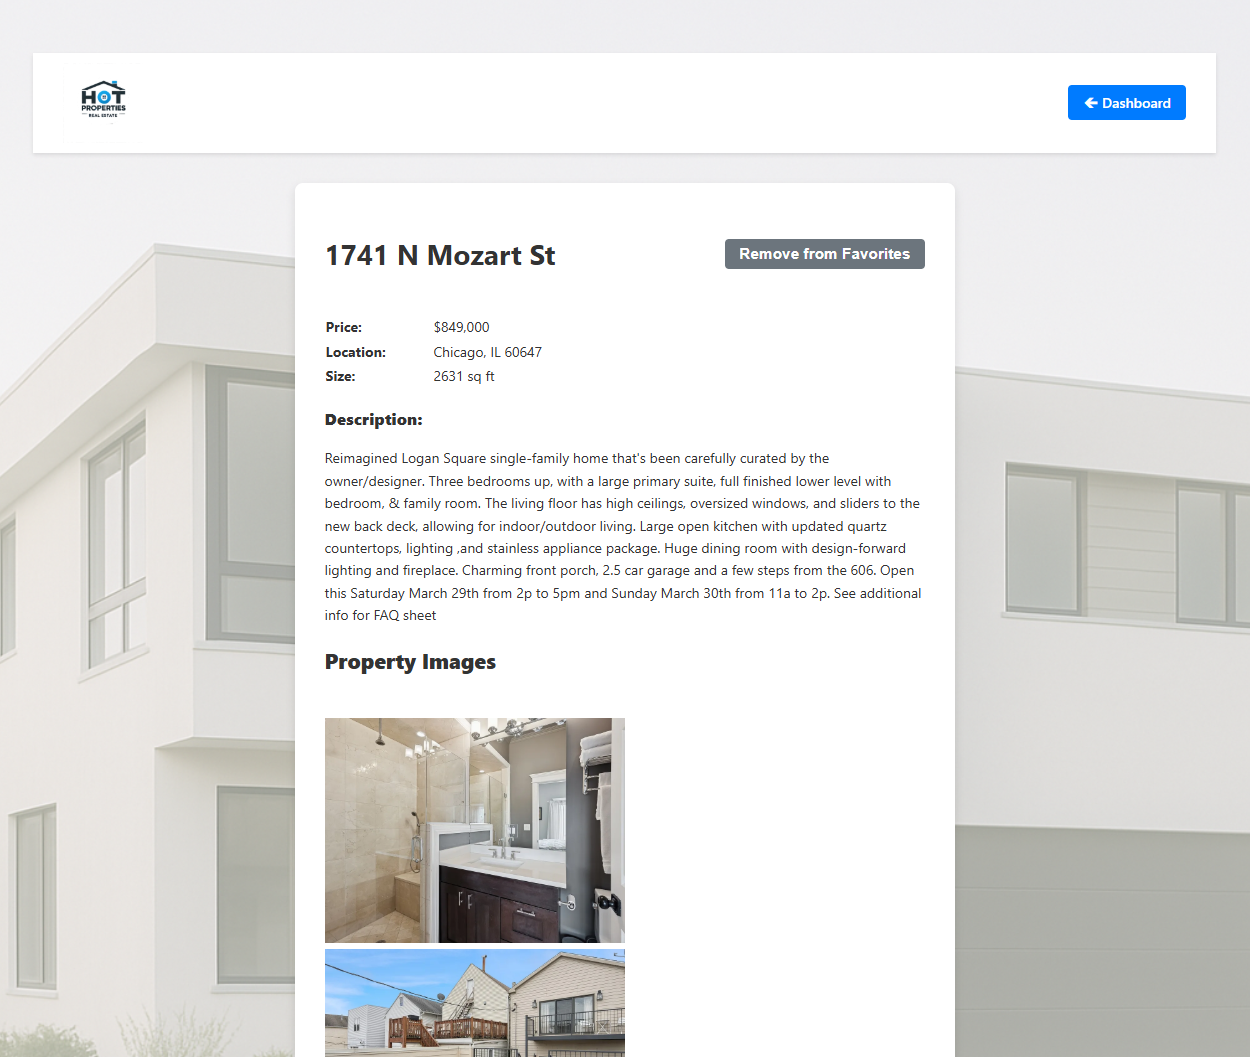 HOT
PROPERTIES
REAL ESTATE
Dashboard
1741 N Mozart St
Remove from Favorites
Price: $849,000
Location: Chicago, IL 60647
Size: 2631 sq ft
Description:
Reimagined Logan Square single-family home that's been carefully curated by the
owner/designer. Three bedrooms up, with a large primary suite, full finished lower level with
bedroom, & family room. The living floor has high ceilings, oversized windows, and sliders to the
new back deck, allowing for indoor/outdoor living. Large open kitchen with updated quartz
countertops, lighting ,and stainless appliance package. Huge dining room with design-forward
lighting and fireplace. Charming front porch, 2.5 car garage and a few steps from the 606. Open
this Saturday March 29th from 2p to 5pm and Sunday March 30th from 11a to 2p. See additional
info for FAQ sheet
Property Images